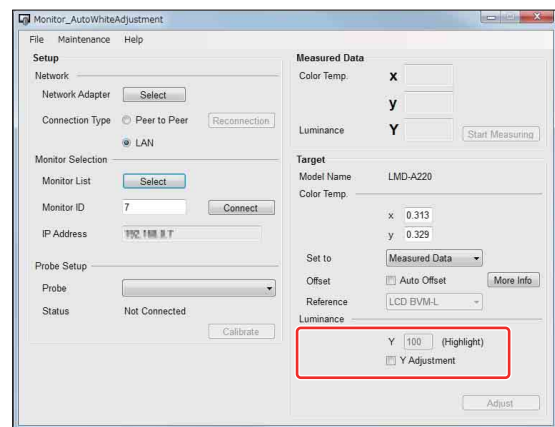 Monitor_AutoWhiteAdjustment
File Maintenance Help
Setup
Network
Network Adapter Select
Connection Type Peer to Peer Reconnection
LAN
Monitor Selection
Monitor List Select
Monitor ID 7 Connect
IP Address
Probe Setup
Probe
Status Not Connected
Calibrate
Measured Data
Color Temp. x
y
Luminance Y Start Measuring
Target
Model Name LMD-A220
Color Temp.
x 0.313
y 0.329
Set to Measured Data
Offset Auto Offset More Info
Reference LCD BVM-L
Luminance
Y 100 (Highlight)
Y Adjustment
Adjust